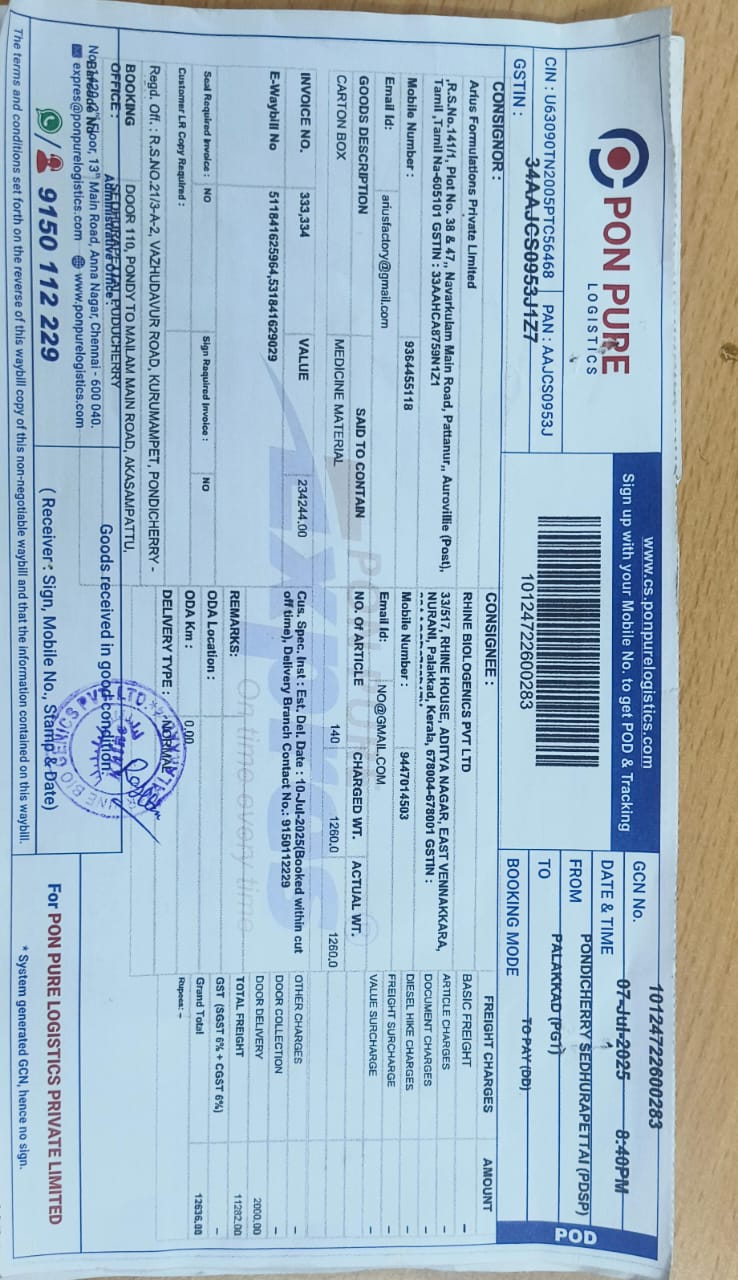 PON PURE
LOGISTICS
CIN : U63090TN2005PTC56468 PAN : AAJCS0953J
GSTIN : 34AAJCS0953J1Z7
www.cs.ponpurelogistics.com
Sign up with your Mobile No. to get POD & Tracking
10124722600283
GCN No. 10124722600283
DATE & TIME 07-Jul-2025 8:40PM
FROM PONDICHERRY SEDHURAPETTAI (PDSP)
TO PALAKKAD (PGT)
BOOKING MODE TO PAY (DD)
POD
CONSIGNOR :
Arius Formulations Private Limited
,R.S.No.141/1, Plot No. 38 & 47,, Navarkulam Main Road, Pattanur,, Auroville (Post),
Tamil ,Tamil Na-605101 GSTIN : 33AAHCA8759N1Z1
Mobile Number : 9364455118
Email Id: ariusfactory@gmail.com
CONSIGNEE :
RHINE BIOLOGENICS PVT LTD
33/517, RHINE HOUSE, ADITYA NAGAR, EAST VENNAKKARA,
NURANI, Palakkad, Kerala, 678004-678001 GSTIN :
Mobile Number : 9447014503
Email Id: NO@GMAIL.COM
GOODS DESCRIPTION SAID TO CONTAIN NO. Of ARTICLE CHARGED WT. ACTUAL WT.
CARTON BOX MEDICINE MATERIAL 140 1260.0 1260.0
INVOICE NO. 333,334 VALUE 234244.00
E-Waybill No 511841625964,531841629029
Cus. Spec. Inst : Est. Del. Date : 10-Jul-2025(Booked within cut
off time), Delivery Branch Contact No.: 9150112229
Seal Required Invoice : NO Sign Required Invoice : NO
Customer LR Copy Required :
REMARKS:
ODA Location :
ODA Km : 0.00
DELIVERY TYPE : NORMAL
PON PURE
Expres
On time every time
FREIGHT CHARGES AMOUNT
BASIC FREIGHT –
ARTICLE CHARGES –
DOCUMENT CHARGES –
DIESEL HIKE CHARGES –
FREIGHT SURCHARGE –
VALUE SURCHARGE –
OTHER CHARGES –
DOOR COLLECTION –
DOOR DELIVERY 2000.00
TOTAL FREIGHT 11282.00
GST (SGST 6% + CGST 6%) –
Grand Total 12636.00
Rupees: –
Regd. Off. : R.S.NO.21/3-A-2, VAZHUDAVUR ROAD, KURUMAMPET, PONDICHERRY -
BOOKING OFFICE : DOOR 110, PONDY TO MAILAM MAIN ROAD, AKASAMPATTU,
PUDUCHERRY
Administrative Office :
Floor, 13th Main Road, Anna Nagar, Chennai - 600 040.
expres@ponpurelogistics.com www.ponpurelogistics.com
9150 112 229
Goods received in good condition.
( Receiver : Sign, Mobile No., Stamp & Date)
For PON PURE LOGISTICS PRIVATE LIMITED
* System generated GCN, hence no sign.
The terms and conditions set forth on the reverse of this waybill copy of this non-negotiable waybill and that the information contained on this waybill.